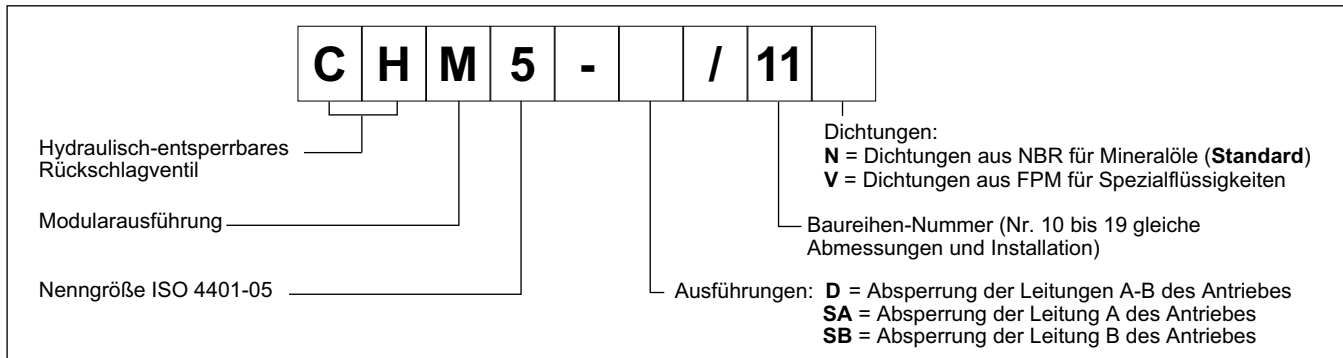 C H M 5 - / 11
Hydraulisch-entsperrbares
Rückschlagventil
Modularausführung
Nenngröße ISO 4401-05
Dichtungen:
N = Dichtungen aus NBR für Mineralöle (Standard)
V = Dichtungen aus FPM für Spezialflüssigkeiten
Baureihen-Nummer (Nr. 10 bis 19 gleiche
Abmessungen und Installation)
Ausführungen: D = Absperrung der Leitungen A-B des Antriebes
SA = Absperrung der Leitung A des Antriebes
SB = Absperrung der Leitung B des Antriebes